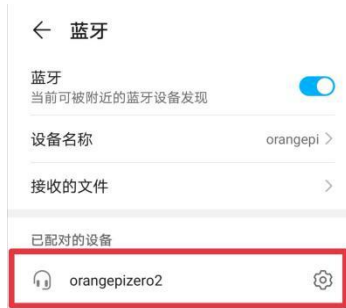 蓝牙
蓝牙
当前可被附近的蓝牙设备发现
设备名称 orangepi
接收的文件
已配对的设备
orangepizero2